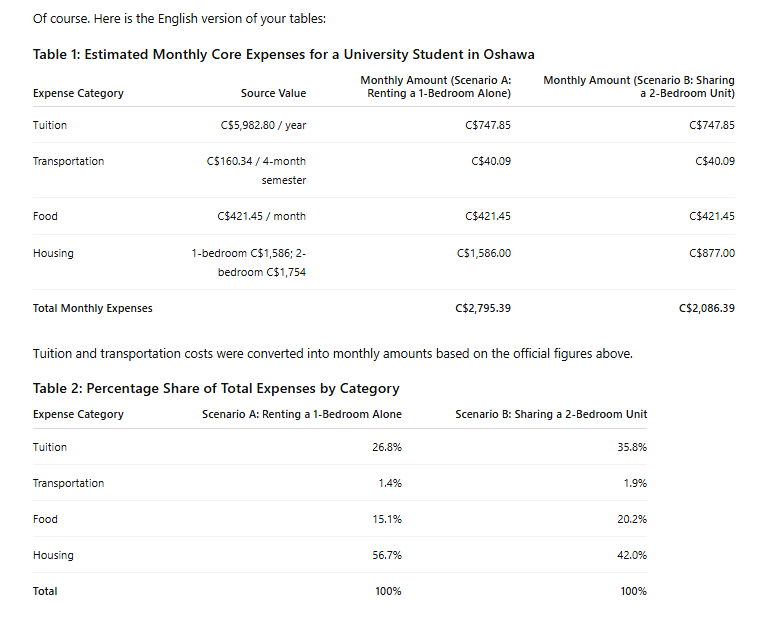 Of course. Here is the English version of your tables:
Table 1: Estimated Monthly Core Expenses for a University Student in Oshawa
Expense Category Source Value Monthly Amount (Scenario A: Renting a 1-Bedroom Alone) Monthly Amount (Scenario B: Sharing a 2-Bedroom Unit)
Tuition C$5,982.80 / year C$747.85 C$747.85
Transportation C$160.34 / 4-month semester C$40.09 C$40.09
Food C$421.45 / month C$421.45 C$421.45
Housing 1-bedroom C$1,586; 2-bedroom C$1,754 C$1,586.00 C$877.00
Total Monthly Expenses C$2,795.39 C$2,086.39
Tuition and transportation costs were converted into monthly amounts based on the official figures above.
Table 2: Percentage Share of Total Expenses by Category
Expense Category Scenario A: Renting a 1-Bedroom Alone Scenario B: Sharing a 2-Bedroom Unit
Tuition 26.8% 35.8%
Transportation 1.4% 1.9%
Food 15.1% 20.2%
Housing 56.7% 42.0%
Total 100% 100%